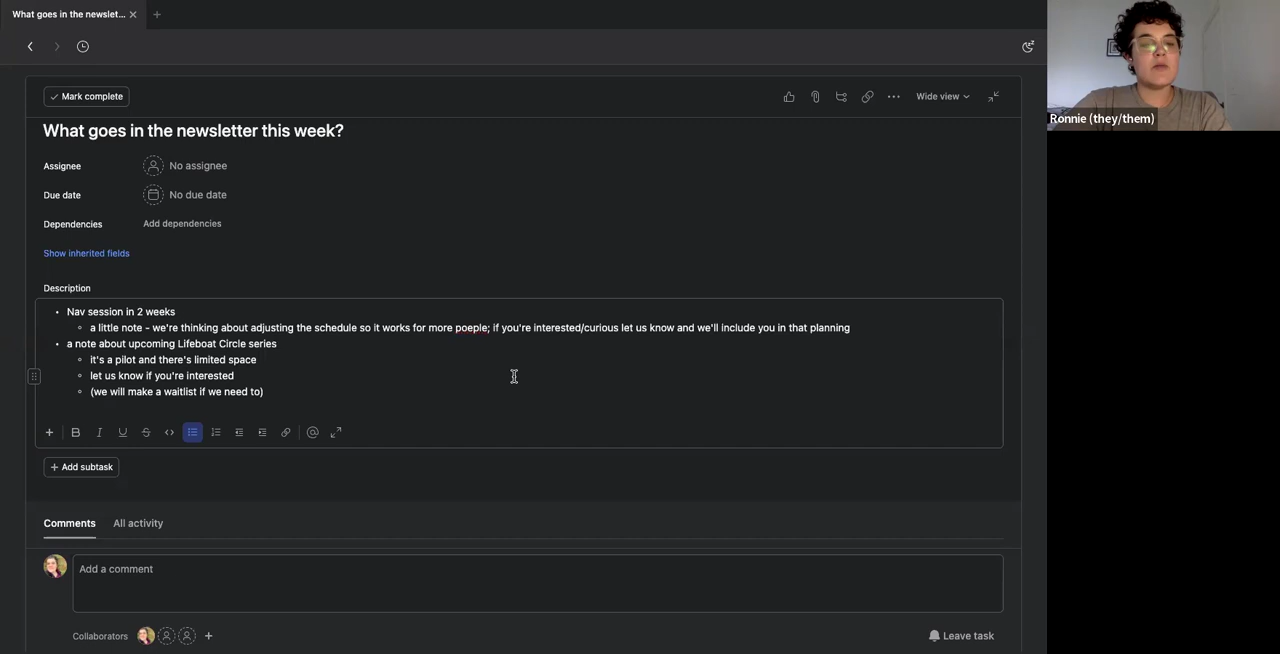 What goes in the newslet...
Mark complete
Wide view
What goes in the newsletter this week?
Assignee No assignee
Due date No due date
Dependencies Add dependencies
Show inherited fields
Description
Nav session in 2 weeks
a little note - we're thinking about adjusting the schedule so it works for more poeple; if you're interested/curious let us know and we'll include you in that planning
a note about upcoming Lifeboat Circle series
it's a pilot and there's limited space
let us know if you're interested
(we will make a waitlist if we need to)
Add subtask
Comments All activity
Add a comment
Collaborators Leave task
Ronnie (they/them)